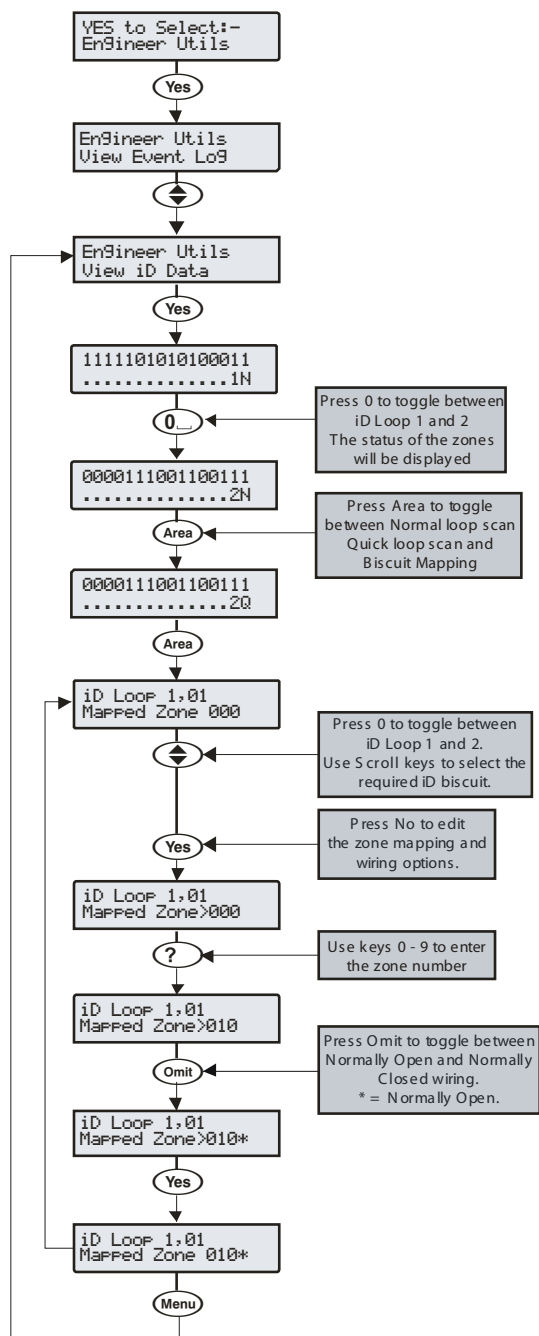 YES to Select:-
Engineer Utils
Yes
Engineer Utils
View Event Log
Engineer Utils
View iD Data
Yes
1111101010100011
..............1N
0
Press 0 to toggle between
iD Loop 1 and 2
The status of the zones
will be displayed
0000111001100111
..............2N
Area
Press Area to toggle
between Normal loop scan
Quick loop scan and
Biscuit Mapping
0000111001100111
..............2Q
Area
iD Loop 1,01
Mapped Zone 000
Press 0 to toggle between
iD Loop 1 and 2.
Use Scroll keys to select the
required iD biscuit.
Yes
Press No to edit
the zone mapping and
wiring options.
iD Loop 1,01
Mapped Zone>000
?
Use keys 0 - 9 to enter
the zone number
iD Loop 1,01
Mapped Zone>010
Omit
Press Omit to toggle between
Normally Open and Normally
Closed wiring.
* = Normally Open.
iD Loop 1,01
Mapped Zone>010*
Yes
iD Loop 1,01
Mapped Zone 010*
Menu